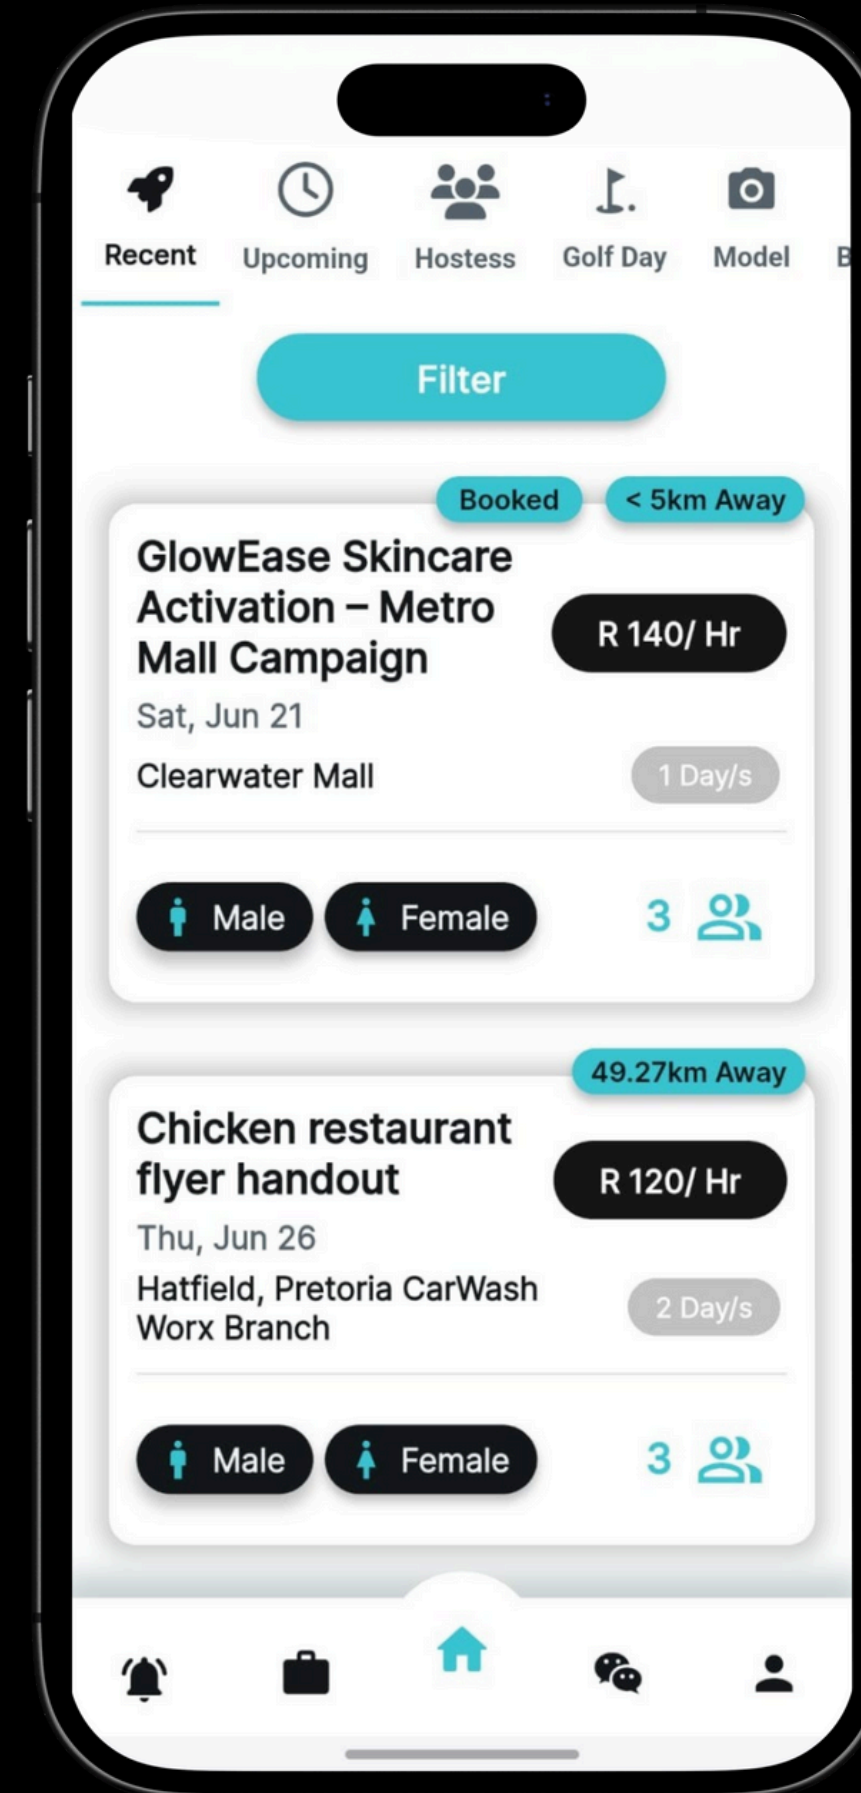 Recent
Upcoming
Hostess
Golf Day
Model
B
Filter
Booked
< 5km Away
GlowEase Skincare
Activation – Metro
Mall Campaign
R 140/ Hr
Sat, Jun 21
Clearwater Mall
1 Day/s
Male
Female
3
49.27km Away
Chicken restaurant
flyer handout
R 120/ Hr
Thu, Jun 26
Hatfield, Pretoria CarWash
Worx Branch
2 Day/s
Male
Female
3